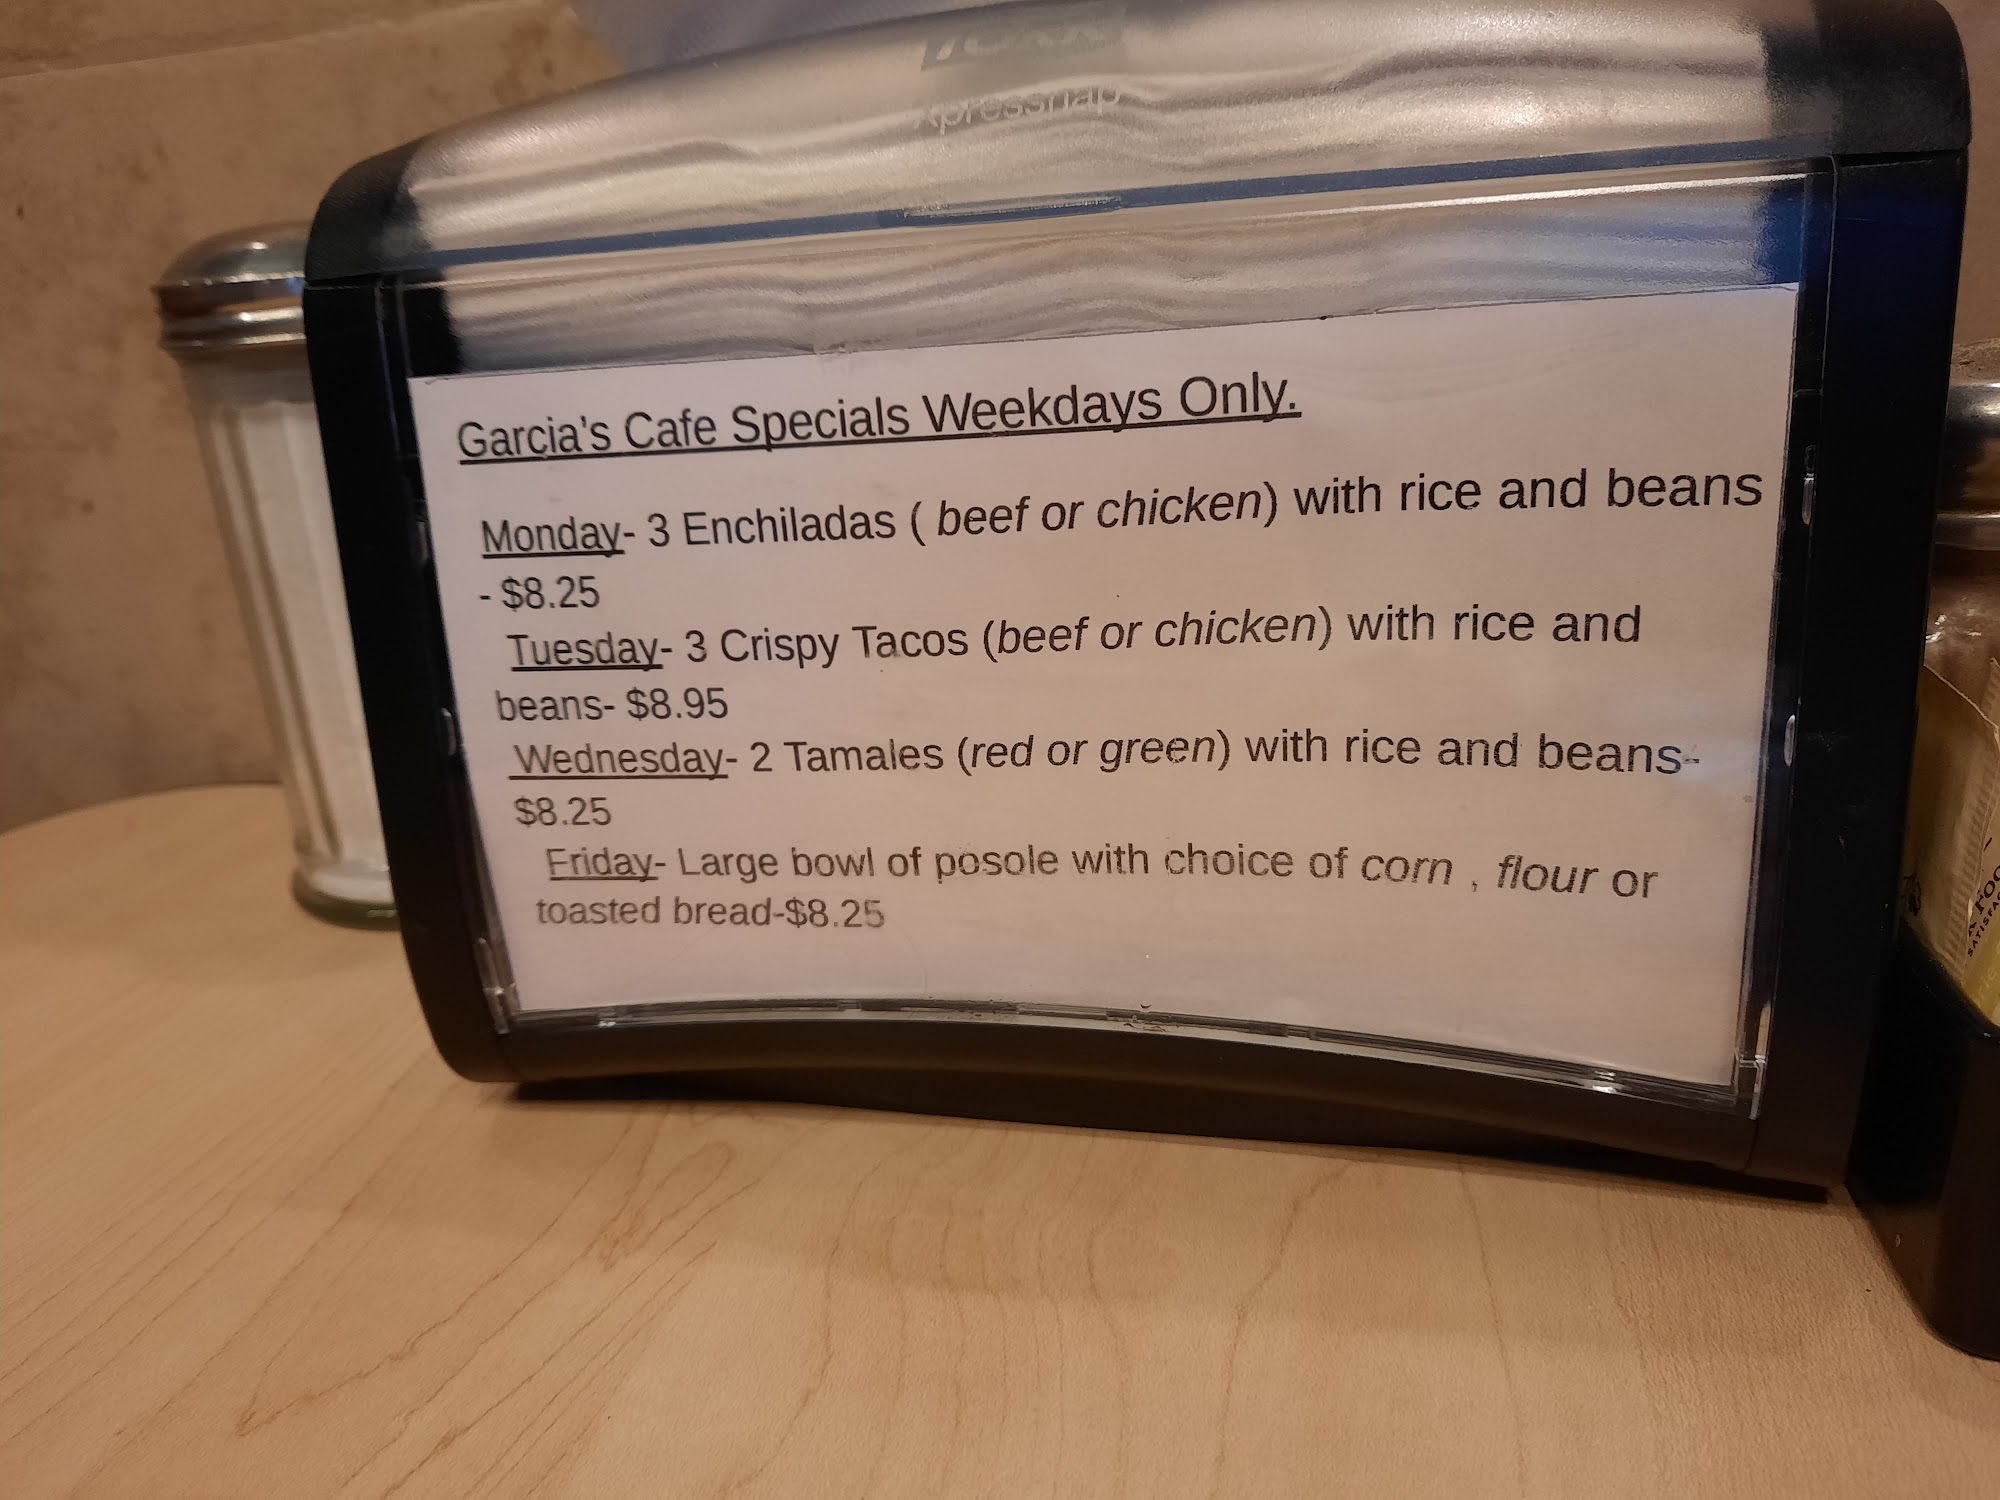 xpressnap
Garcia's Cafe Specials Weekdays Only.
Monday- 3 Enchiladas ( beef or chicken) with rice and beans
- $8.25
Tuesday- 3 Crispy Tacos (beef or chicken) with rice and
beans- $8.95
Wednesday- 2 Tamales (red or green) with rice and beans-
$8.25
Friday- Large bowl of posole with choice of corn , flour or
toasted bread-$8.25